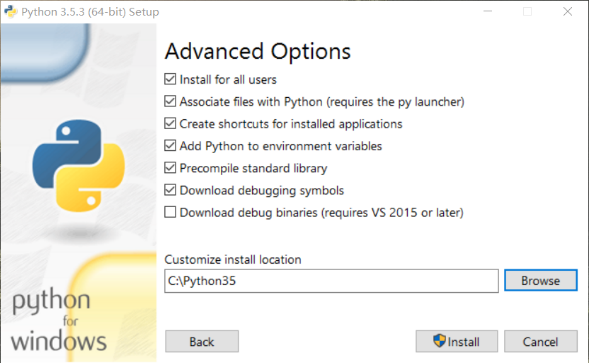 Python 3.5.3 (64-bit) Setup
Advanced Options
Install for all users
Associate files with Python (requires the py launcher)
Create shortcuts for installed applications
Add Python to environment variables
Precompile standard library
Download debugging symbols
Download debug binaries (requires VS 2015 or later)
Customize install location
C:\Python35
Browse
python
for
windows
Back
Install
Cancel